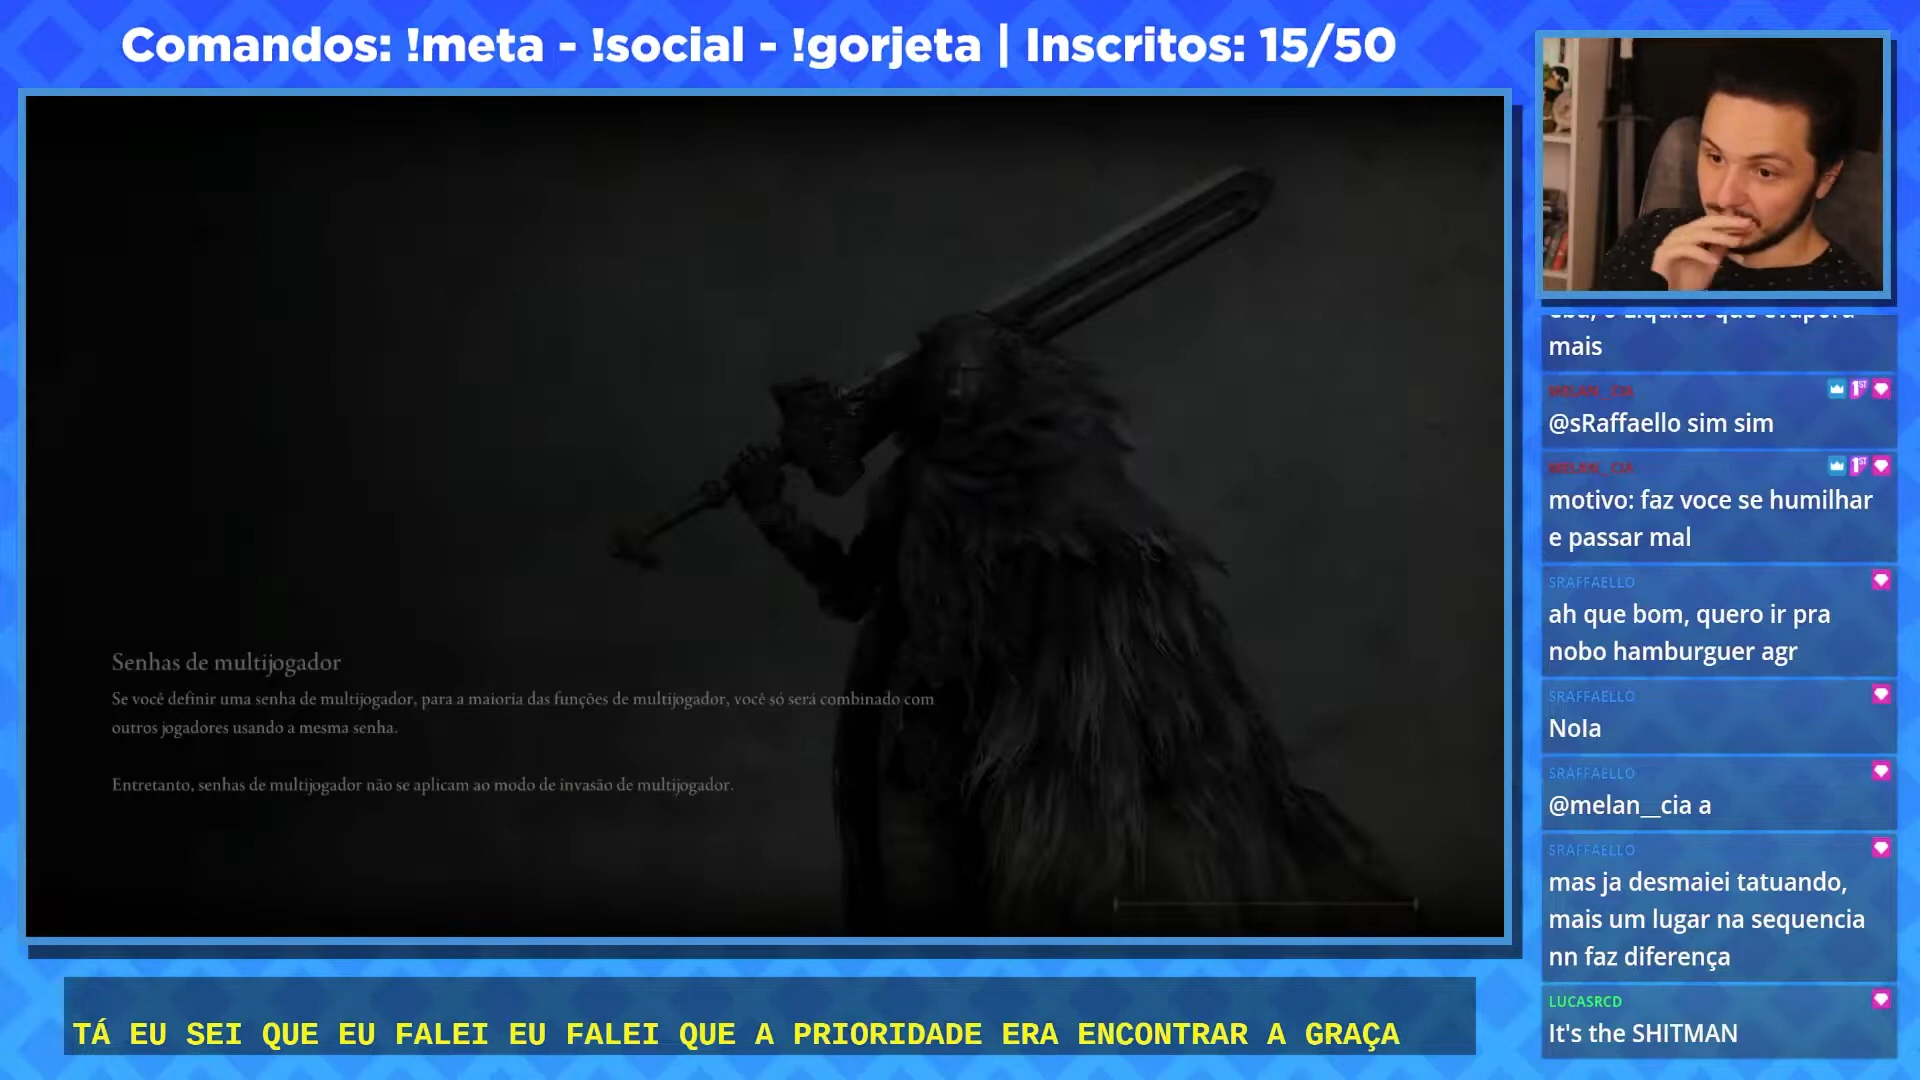 Comandos: !meta - !social - !gorjeta | Inscritos: 15/50
Senhas de multijogador
Se você definir uma senha de multijogador, para a maioria das funções de multijogador, você só será combinado com
outros jogadores usando a mesma senha.
Entretanto, senhas de multijogador não se aplicam ao modo de invasão de multijogador.
TÁ EU SEI QUE EU FALEI EU FALEI QUE A PRIORIDADE ERA ENCONTRAR A GRAÇA
mais
MELAN__CIA
1ST
@sRaffaello sim sim
MELAN__CIA
1ST
motivo: faz voce se humilhar
e passar mal
SRAFFAELLO
ah que bom, quero ir pra
nobo hamburguer agr
SRAFFAELLO
Nola
SRAFFAELLO
@melan__cia a
SRAFFAELLO
mas ja desmaiei tatuando,
mais um lugar na sequencia
nn faz diferença
LUCASRCD
It's the SHITMAN